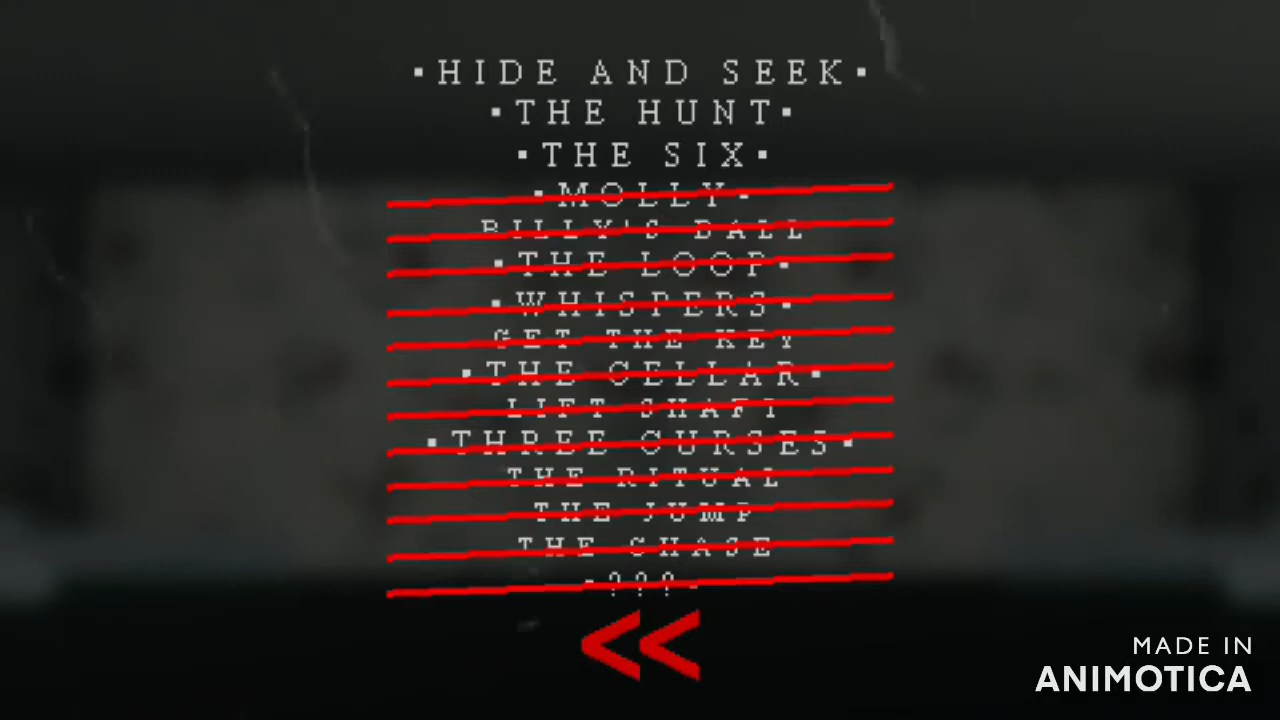 ·HIDE AND SEEK·
·THE HUNT·
·THE SIX·
·MOLLY·
BILLY'S BALL
·THE LOOP·
·WHISPERS·
GET THE KEY
·THE CELLAR·
LIFT SHAFT
·THREE CURSES·
THE RITUAL
THE JUMP
THE CHASE
·???·
<<
MADE IN
ANIMOTICA